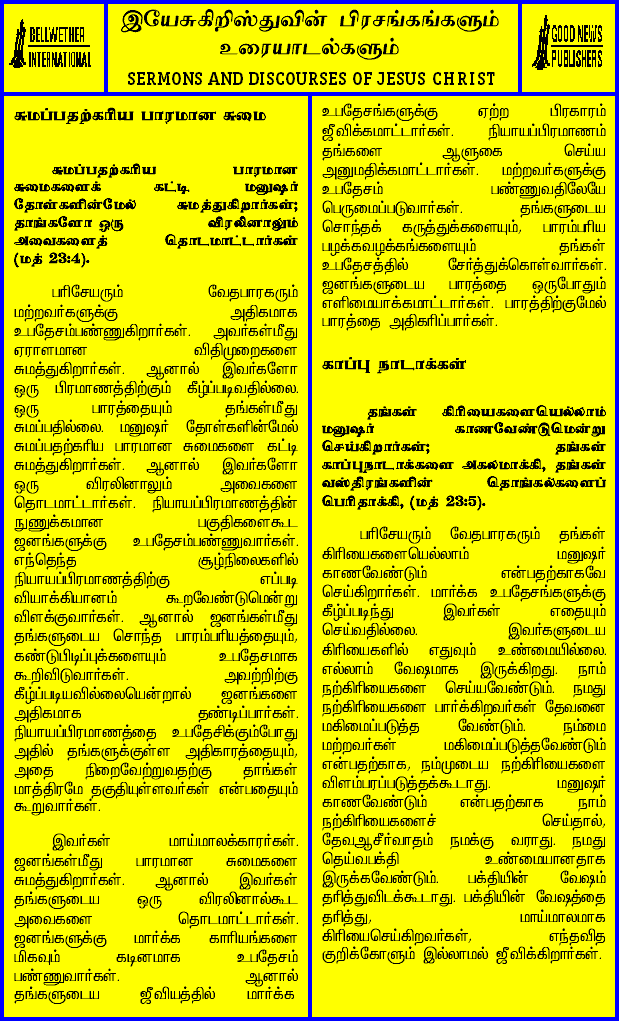 BELLWETHER
INTERNATIONAL
இயேசுகிறிஸ்துவின் பிரசங்கங்களும்
உரையாடல்களும்
SERMONS AND DISCOURSES OF JESUS CHRIST
GOOD NEWS
PUBLISHERS
சுமப்பதற்கரிய பாரமான சுமை
சுமப்பதற்கரிய பாரமான
சுமைகளைக் கட்டி மனுஷர்
தோள்களின்மேல் சுமத்துகிறார்கள்;
தாங்களோ ஒரு விரலினாலும்
அவைகளைத் தொடமாட்டார்கள்
(மத் 23:4).
பரிசேயரும் வேதபாரகரும்
மற்றவர்களுக்கு அதிகமாக
உபதேசம்பண்ணுகிறார்கள். அவர்கள்மீது
ஏராளமான விதிமுறைகளை
சுமத்துகிறார்கள். ஆனால் இவர்களோ
ஒரு பிரமாணத்திற்கும் கீழ்ப்படிவதில்லை.
ஒரு பாரத்தையும் தங்கள்மீது
சுமப்பதில்லை. மனுஷர் தோள்களின்மேல்
சுமப்பதற்கரிய பாரமான சுமைகளை கட்டி
சுமத்துகிறார்கள். ஆனால் இவர்களோ
ஒரு விரலினாலும் அவைகளை
தொடமாட்டார்கள். நியாயப்பிரமாணத்தின்
நுணுக்கமான பகுதிகளைகூட
ஜனங்களுக்கு உபதேசம்பண்ணுவார்கள்.
எந்தெந்த சூழ்நிலைகளில்
நியாயப்பிரமாணத்திற்கு எப்படி
வியாக்கியானம் கூறவேண்டுமென்று
விளக்குவார்கள். ஆனால் ஜனங்கள்மீது
தங்களுடைய சொந்த பாரம்பரியத்தையும்,
கண்டுபிடிப்புக்களையும் உபதேசமாக
கூறிவிடுவார்கள். அவற்றிற்கு
கீழ்ப்படியவில்லையென்றால் ஜனங்களை
அதிகமாக தண்டிப்பார்கள்.
நியாயப்பிரமாணத்தை உபதேசிக்கும்போது
அதில் தங்களுக்குள்ள அதிகாரத்தையும்,
அதை நிறைவேற்றுவதற்கு தாங்கள்
மாத்திரமே தகுதியுள்ளவர்கள் என்பதையும்
கூறுவார்கள்.
இவர்கள் மாய்மாலக்காரர்கள்.
ஜனங்கள்மீது பாரமான சுமைகளை
சுமத்துகிறார்கள். ஆனால் இவர்கள்
தங்களுடைய ஒரு விரலினால்கூட
அவைகளை தொடமாட்டார்கள்.
ஜனங்களுக்கு மார்க்க காரியங்களை
மிகவும் கடினமாக உபதேசம்
பண்ணுவார்கள். ஆனால்
தங்களுடைய ஜீவியத்தில் மார்க்க
உபதேசங்களுக்கு ஏற்ற பிரகாரம்
ஜீவிக்கமாட்டார்கள். நியாயப்பிரமாணம்
தங்களை ஆளுகை செய்ய
அனுமதிக்கமாட்டார்கள். மற்றவர்களுக்கு
உபதேசம் பண்ணுவதிலேயே
பெருமைப்படுவார்கள். தங்களுடைய
சொந்தக் கருத்துக்களையும், பாரம்பரிய
பழக்கவழக்கங்களையும் தங்கள்
உபதேசத்தில் சேர்த்துக்கொள்வார்கள்.
ஜனங்களுடைய பாரத்தை ஒருபோதும்
எளிமையாக்கமாட்டார்கள். பாரத்திற்குமேல்
பாரத்தை அதிகரிப்பார்கள்.
காப்பு நாடாக்கள்
தங்கள் கிரியைகளையெல்லாம்
மனுஷர் காணவேண்டுமென்று
செய்கிறார்கள்; தங்கள்
காப்புநாடாக்களை அகலமாக்கி, தங்கள்
வஸ்திரங்களின் தொங்கல்களைப்
பெரிதாக்கி, (மத் 23:5).
பரிசேயரும் வேதபாரகரும் தங்கள்
கிரியைகளையெல்லாம் மனுஷர்
காணவேண்டும் என்பதற்காகவே
செய்கிறார்கள். மார்க்க உபதேசங்களுக்கு
கீழ்ப்படிந்து இவர்கள் எதையும்
செய்வதில்லை. இவர்களுடைய
கிரியைகளில் எதுவும் உண்மையில்லை.
எல்லாம் வேஷமாக இருக்கிறது. நாம்
நற்கிரியைகளை செய்யவேண்டும். நமது
நற்கிரியைகளை பார்க்கிறவர்கள் தேவனை
மகிமைப்படுத்த வேண்டும். நம்மை
மற்றவர்கள் மகிமைப்படுத்தவேண்டும்
என்பதற்காக, நம்முடைய நற்கிரியைகளை
விளம்பரப்படுத்தக்கூடாது. மனுஷர்
காணவேண்டும் என்பதற்காக நாம்
நற்கிரியைகளைச் செய்தால்,
தேவஆசீர்வாதம் நமக்கு வராது. நமது
தெய்வபக்தி உண்மையானதாக
இருக்கவேண்டும். பக்தியின் வேஷம்
தரித்துவிடக்கூடாது. பக்தியின் வேஷத்தை
தரித்து, மாய்மாலமாக
கிரியைசெய்கிறவர்கள், எந்தவித
குறிக்கோளும் இல்லாமல் ஜீவிக்கிறார்கள்.